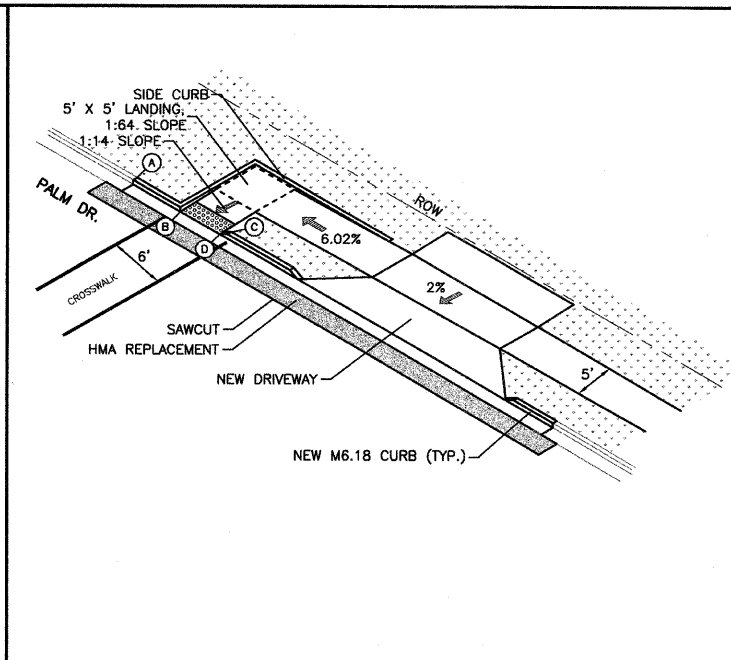 SIDE CURB
5' X 5' LANDING,
1:64 SLOPE
1:14 SLOPE
A
PALM DR.
ROW
B
C
D
6.02%
6'
CROSSWALK
2%
SAWCUT
HMA REPLACEMENT
NEW DRIVEWAY
5'
NEW M6.18 CURB (TYP.)